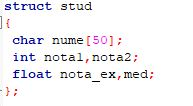 struct stud
{
char nume[50];
int nota1,nota2;
float nota_ex,med;
};